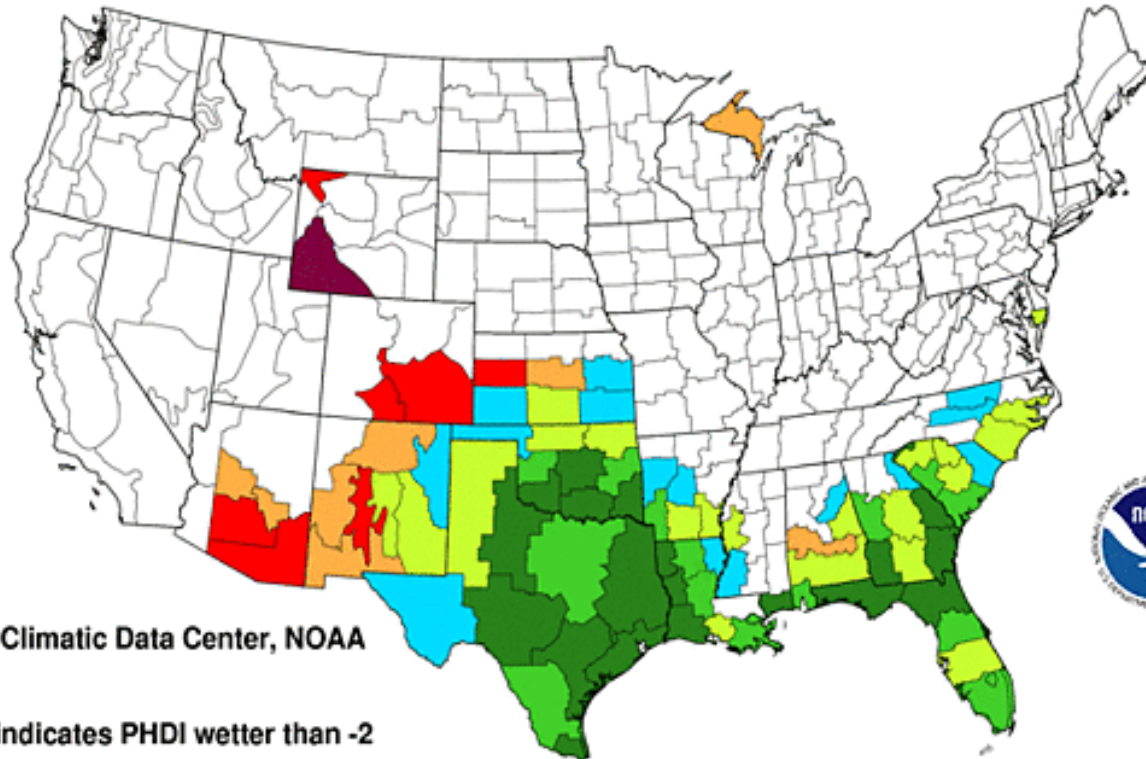 Climatic Data Center, NOAA
indicates PHDI wetter than -2